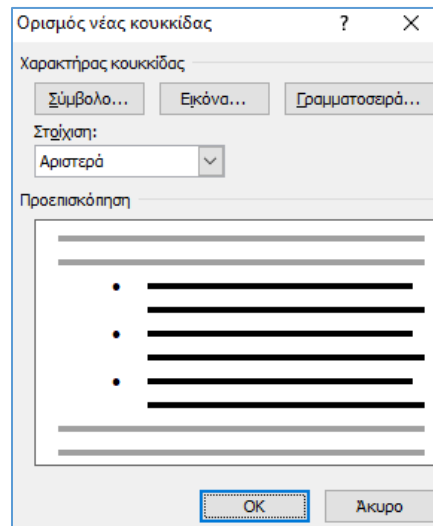 Ορισμός νέας κουκκίδας ?
Χαρακτήρας κουκκίδας
Σύμβολο... Εικόνα... Γραμματοσειρά...
Στοίχιση:
Αριστερά
Προεπισκόπηση
OK Άκυρο